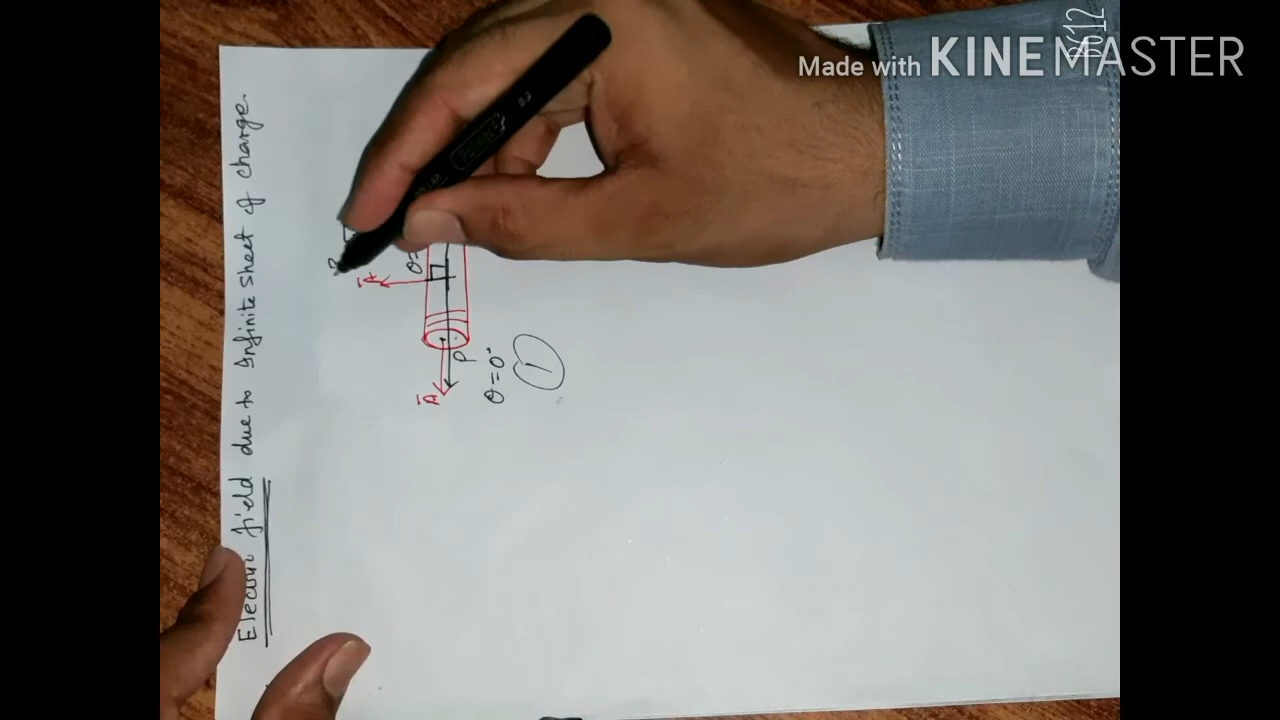 Made with KINEMASTER
Electric field due to Infinite sheet of charge.
θ=
A
P
A
θ=0°
1